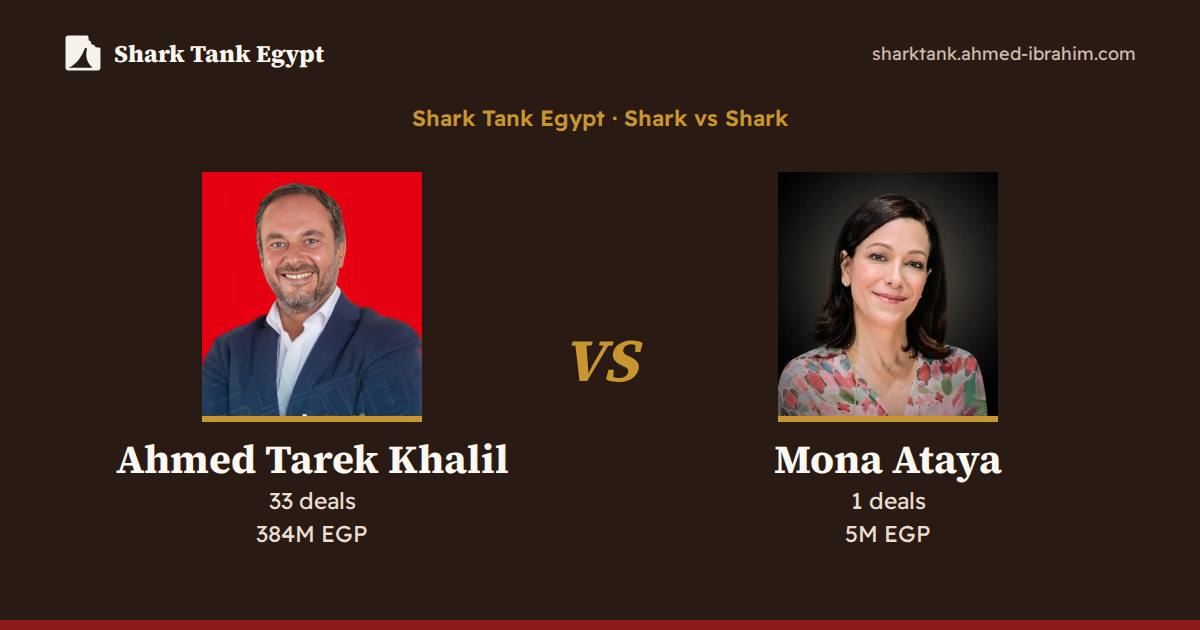 Shark Tank Egypt
sharktank.ahmed-ibrahim.com
Shark Tank Egypt · Shark vs Shark
VS
Ahmed Tarek Khalil
Mona Ataya
33 deals
1 deals
384M EGP
5M EGP